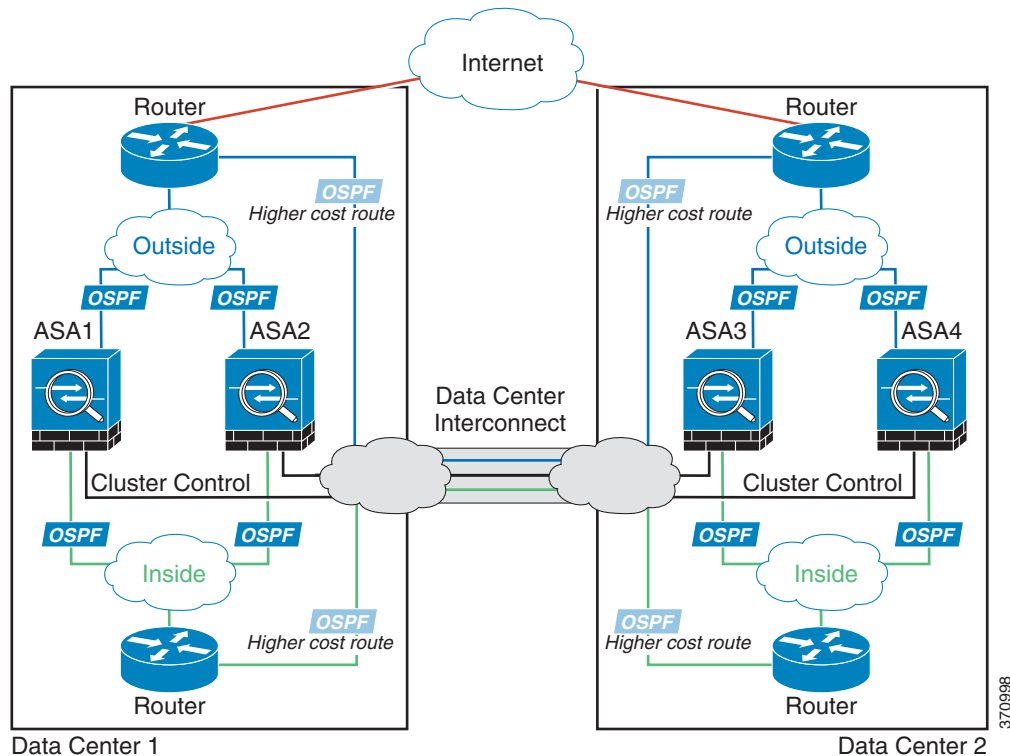 Internet
Router
Router
OSPF
Higher cost route
OSPF
Higher cost route
Outside
Outside
OSPF
OSPF
OSPF
OSPF
ASA1
ASA2
ASA3
ASA4
Data Center
Interconnect
Cluster Control
Cluster Control
OSPF
OSPF
OSPF
OSPF
Inside
Inside
OSPF
Higher cost route
OSPF
Higher cost route
Router
Router
370998
Data Center 1
Data Center 2